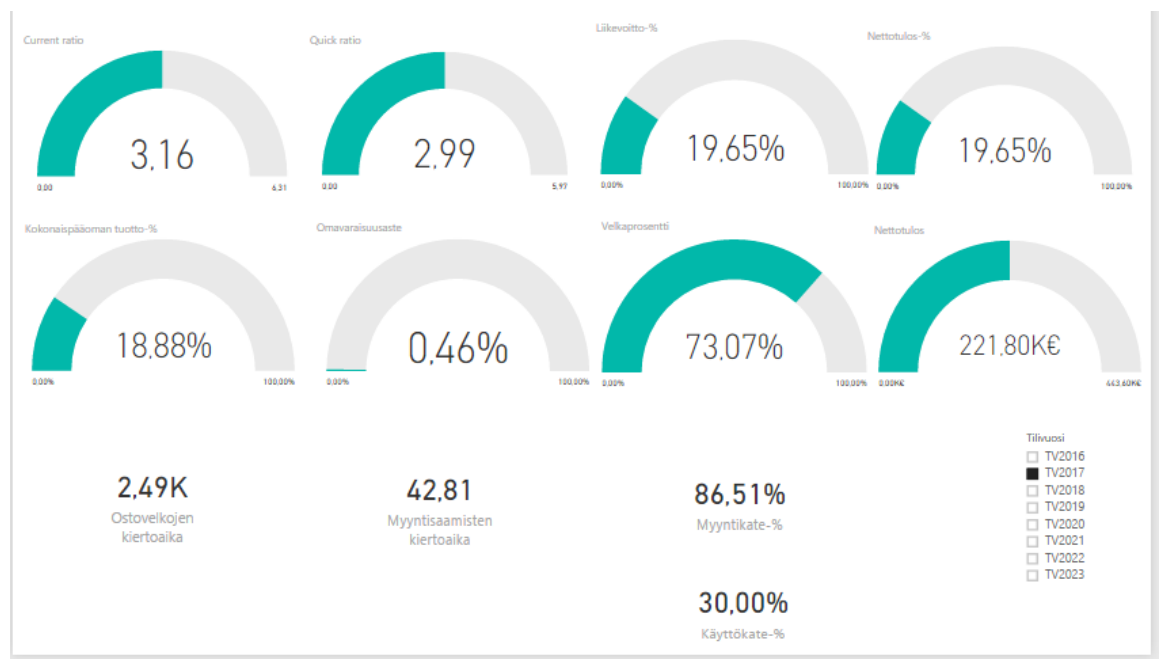 Current ratio
3,16
0,00
6,31
Quick ratio
2,99
0,00
5,97
Liikevoitto-%
19,65%
0,00%
100,00%
Nettotulos-%
19,65%
0,00%
100,00%
Kokonaispääoman tuotto-%
18,88%
0,00%
100,00%
Omavaraisuusaste
0,46%
0,00%
100,00%
Velkaprosentti
73,07%
0,00%
100,00%
Nettotulos
221,80K€
0,00K€
443,60K€
2,49K
Ostovelkojen
kiertoaika
42,81
Myyntisaamisten
kiertoaika
86,51%
Myyntikate-%
30,00%
Käyttökate-%
Tilivuosi
TV2016
TV2017
TV2018
TV2019
TV2020
TV2021
TV2022
TV2023